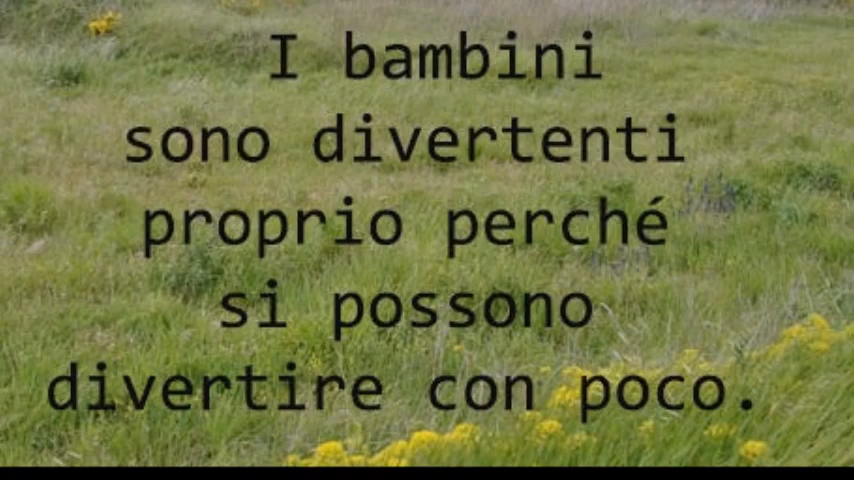 I bambini
sono divertenti
proprio perché
si possono
divertire con poco.